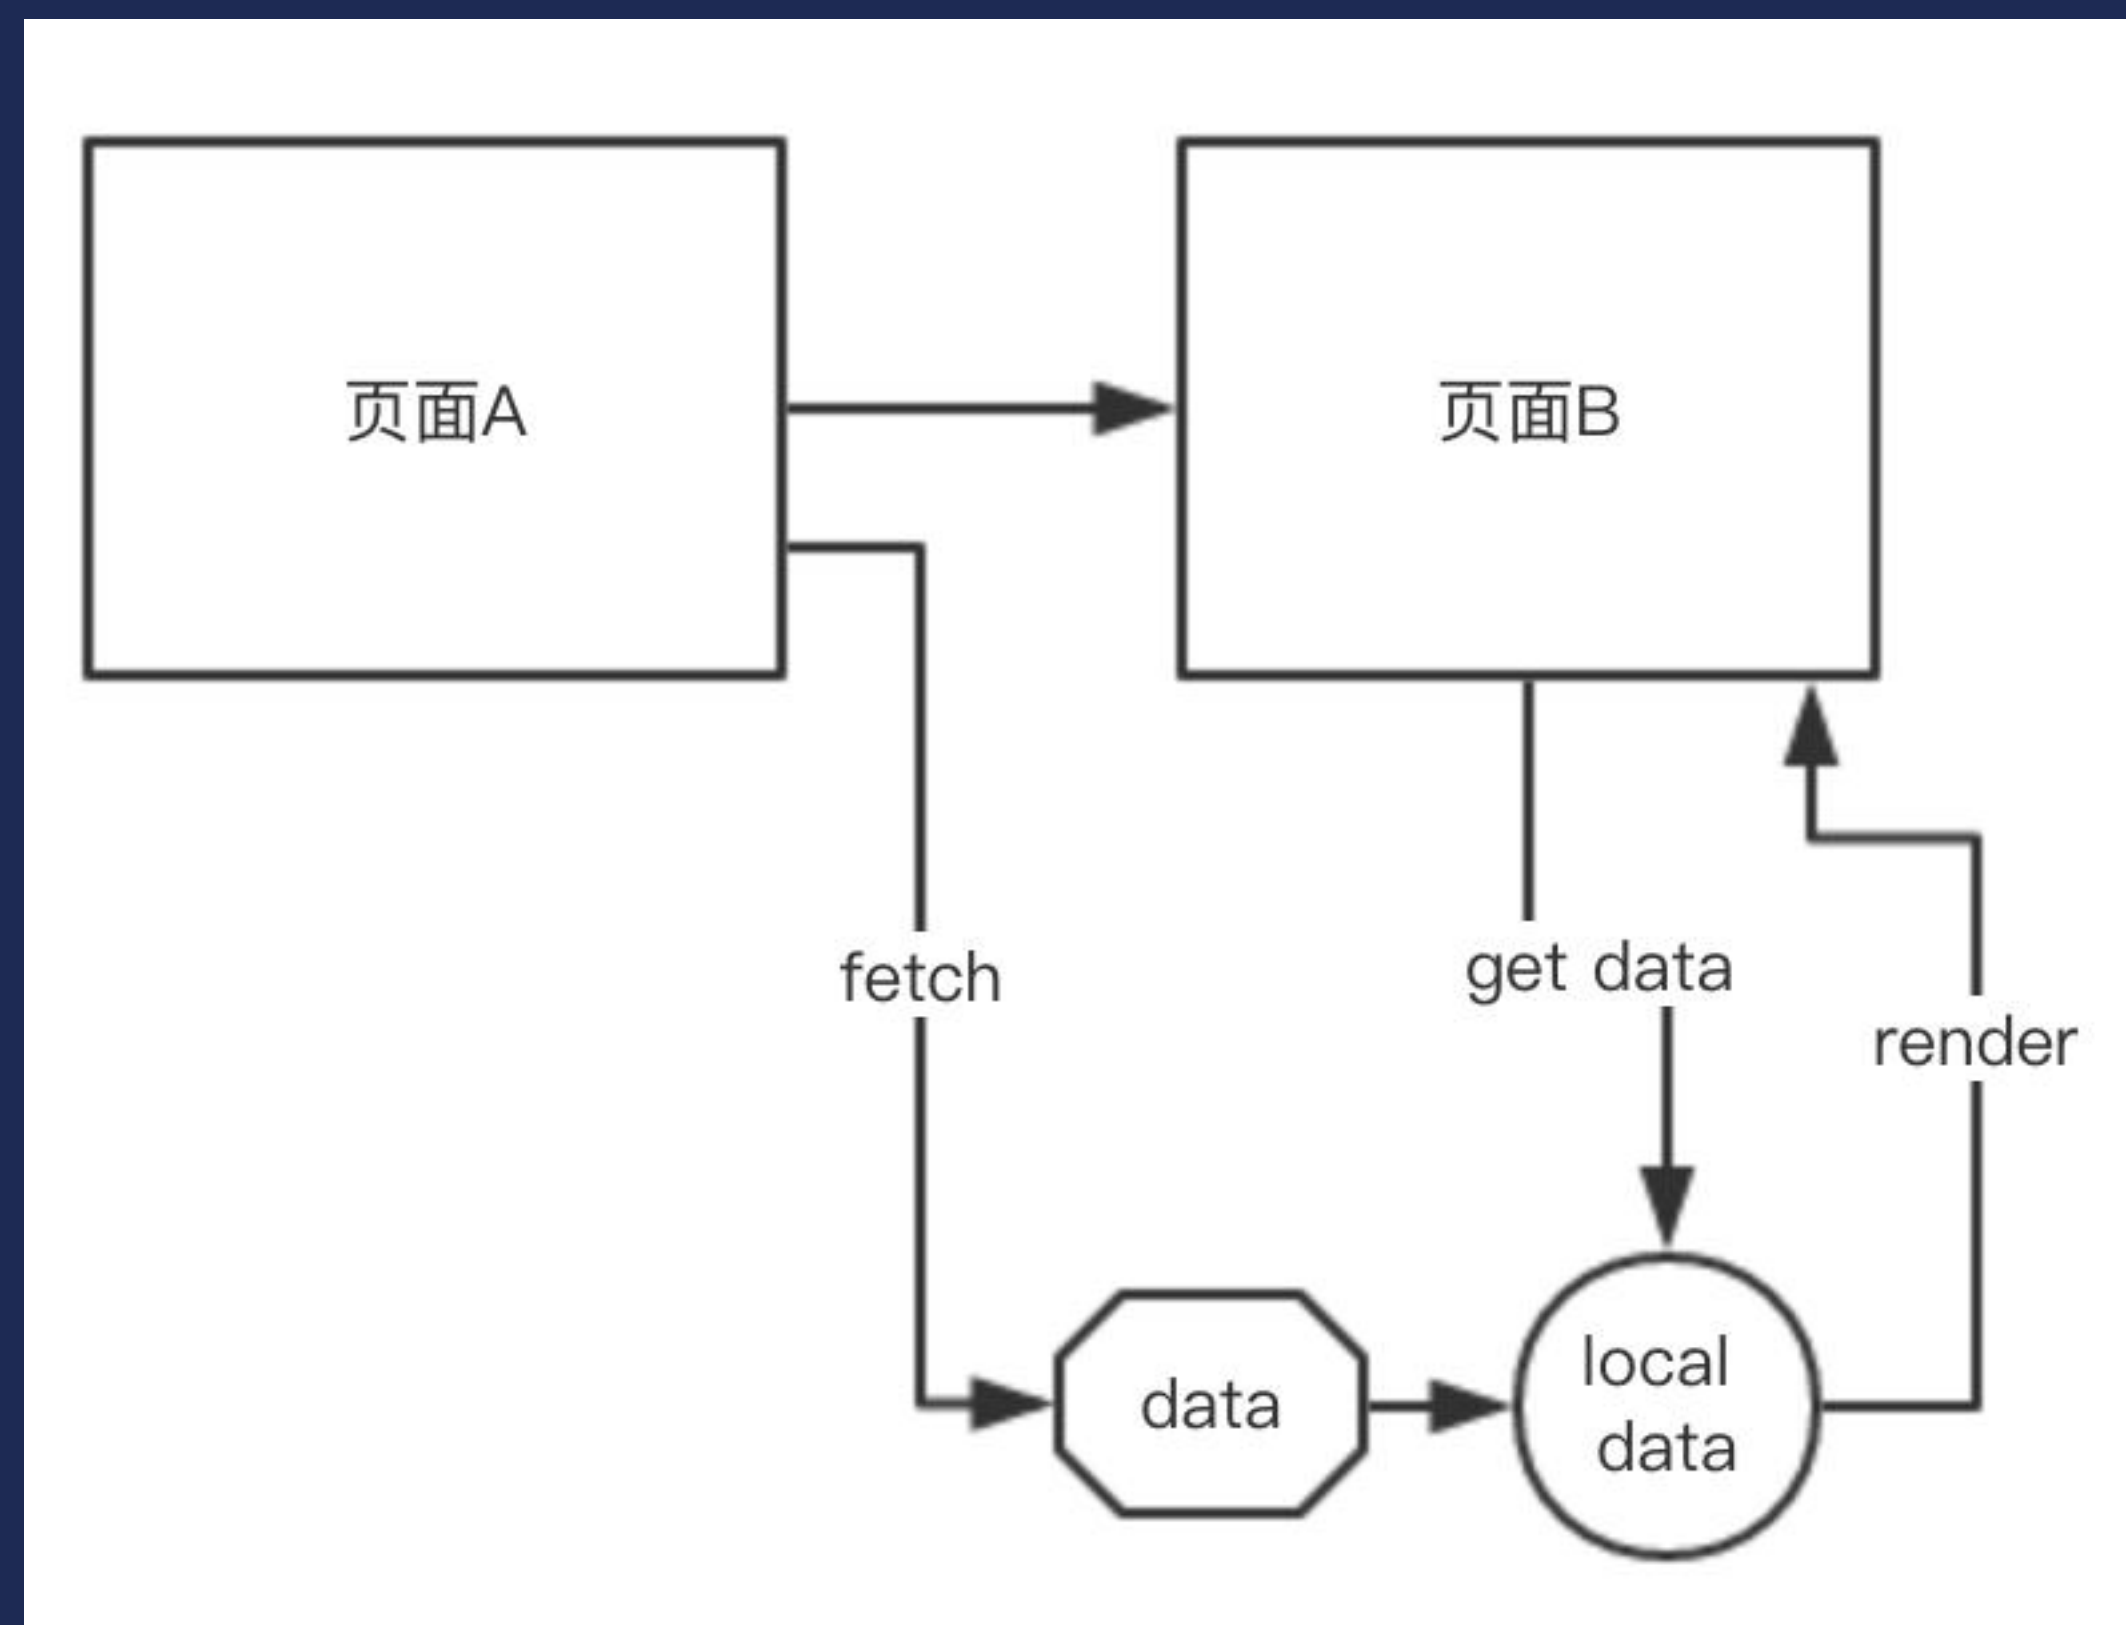 页面A
页面B
fetch
get data
render
data
local
data